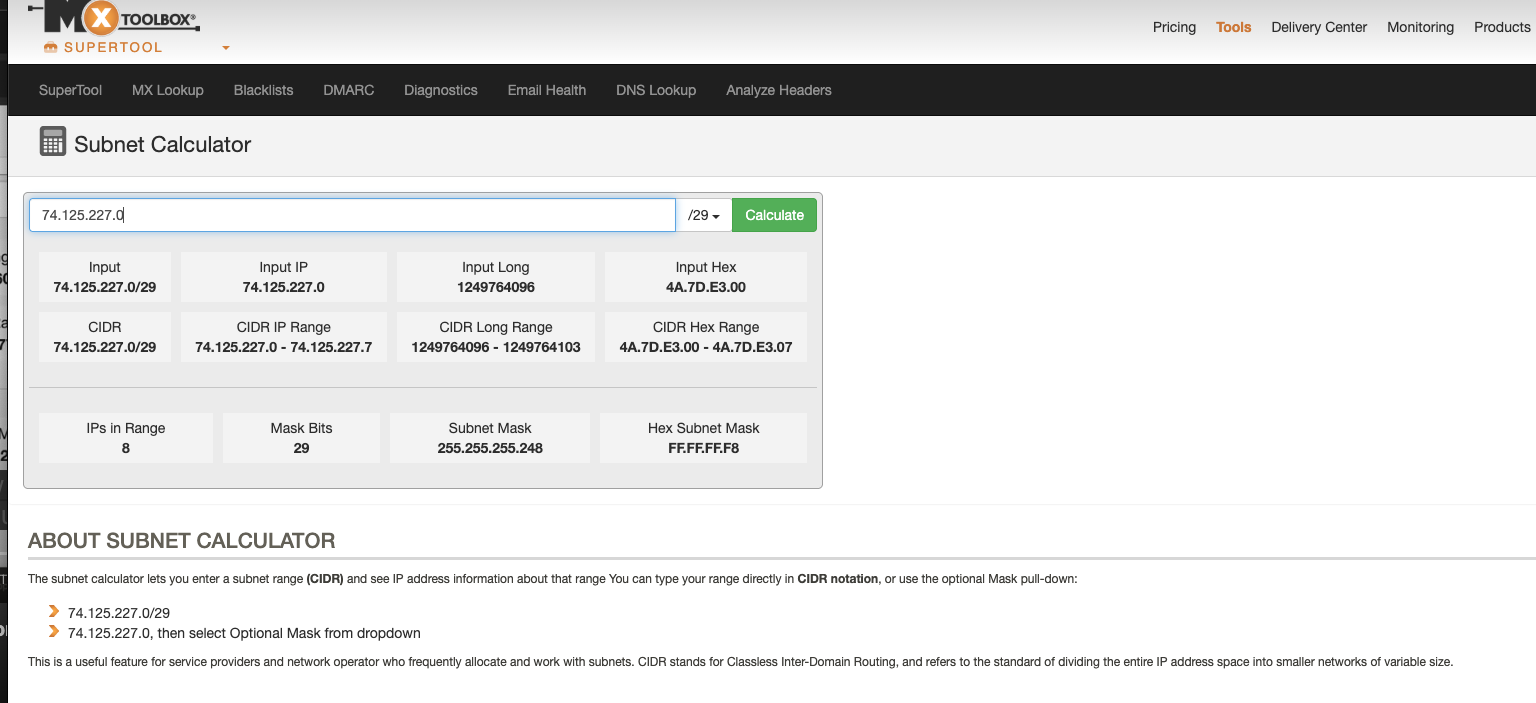 MX TOOLBOX®
SUPERTOOL
Pricing Tools Delivery Center Monitoring Products
SuperTool MX Lookup Blacklists DMARC Diagnostics Email Health DNS Lookup Analyze Headers
Subnet Calculator
74.125.227.0 /29 Calculate
Input Input IP Input Long Input Hex
74.125.227.0/29 74.125.227.0 1249764096 4A.7D.E3.00
CIDR CIDR IP Range CIDR Long Range CIDR Hex Range
74.125.227.0/29 74.125.227.0 - 74.125.227.7 1249764096 - 1249764103 4A.7D.E3.00 - 4A.7D.E3.07
IPs in Range Mask Bits Subnet Mask Hex Subnet Mask
8 29 255.255.255.248 FF.FF.FF.F8
ABOUT SUBNET CALCULATOR
The subnet calculator lets you enter a subnet range (CIDR) and see IP address information about that range You can type your range directly in CIDR notation, or use the optional Mask pull-down:
74.125.227.0/29
74.125.227.0, then select Optional Mask from dropdown
This is a useful feature for service providers and network operator who frequently allocate and work with subnets. CIDR stands for Classless Inter-Domain Routing, and refers to the standard of dividing the entire IP address space into smaller networks of variable size.